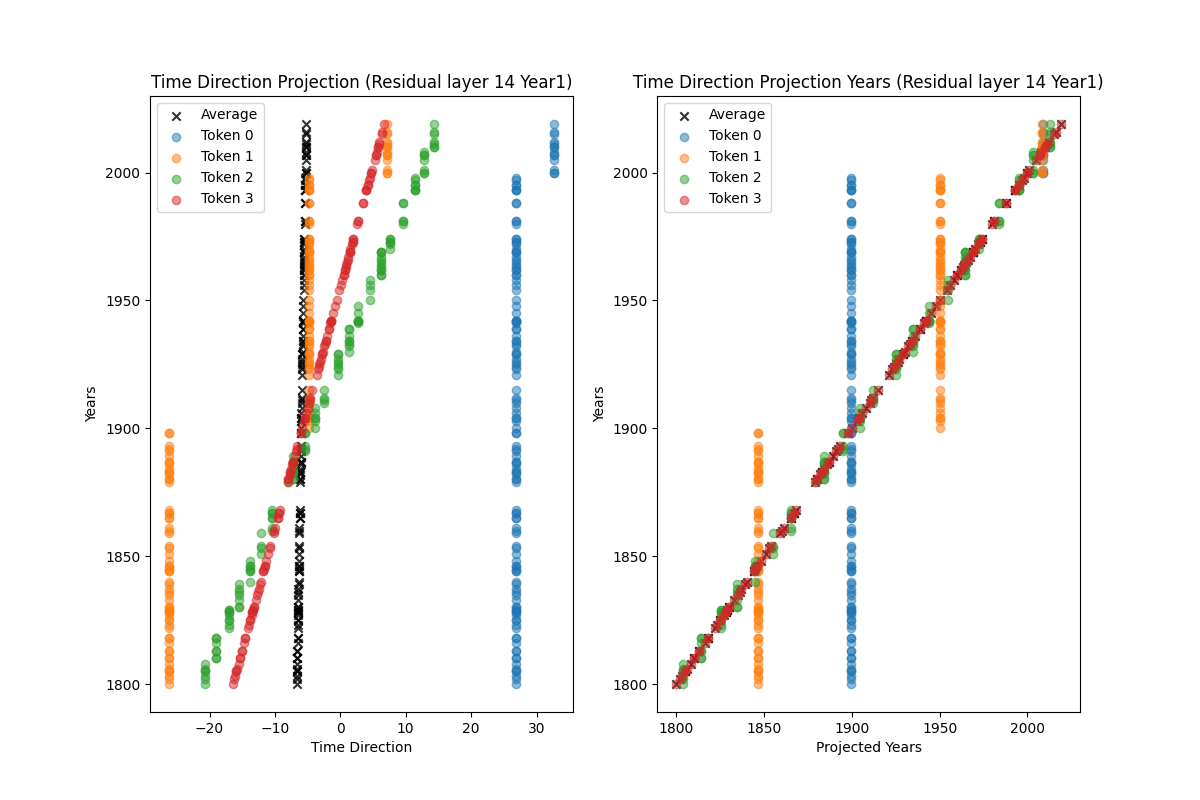 Time Direction Projection (Residual layer 14 Year1)
Average
Token 0
Token 1
Token 2
Token 3
2000
1950
1900
1850
1800
Years
−20
−10
0
10
20
30
Time Direction
Time Direction Projection Years (Residual layer 14 Year1)
Average
Token 0
Token 1
Token 2
Token 3
2000
1950
1900
1850
1800
Years
1800
1850
1900
1950
2000
Projected Years